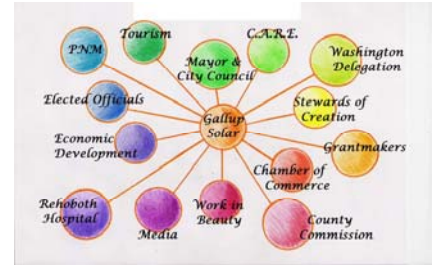 Tourism
C.A.R.E.
PNM
Mayor &
City Council
Washington
Delegation
Elected Officials
Gallup
Solar
Stewards of
Creation
Economic
Development
Grantmakers
Chamber of
Commerce
Rehoboth
Hospital
Media
Work in
Beauty
County
Commission